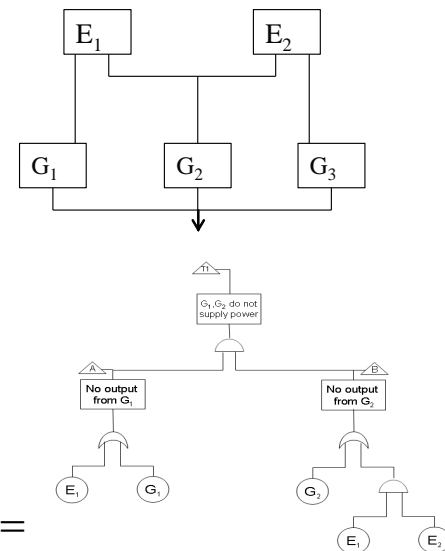 E₁ E₂
G₁ G₂ G₃
T1
G₁,G₂ do not
supply power
A B
No output
from G₁
No output
from G₂
E₁ G₁ G₂
E₁ E₂
=